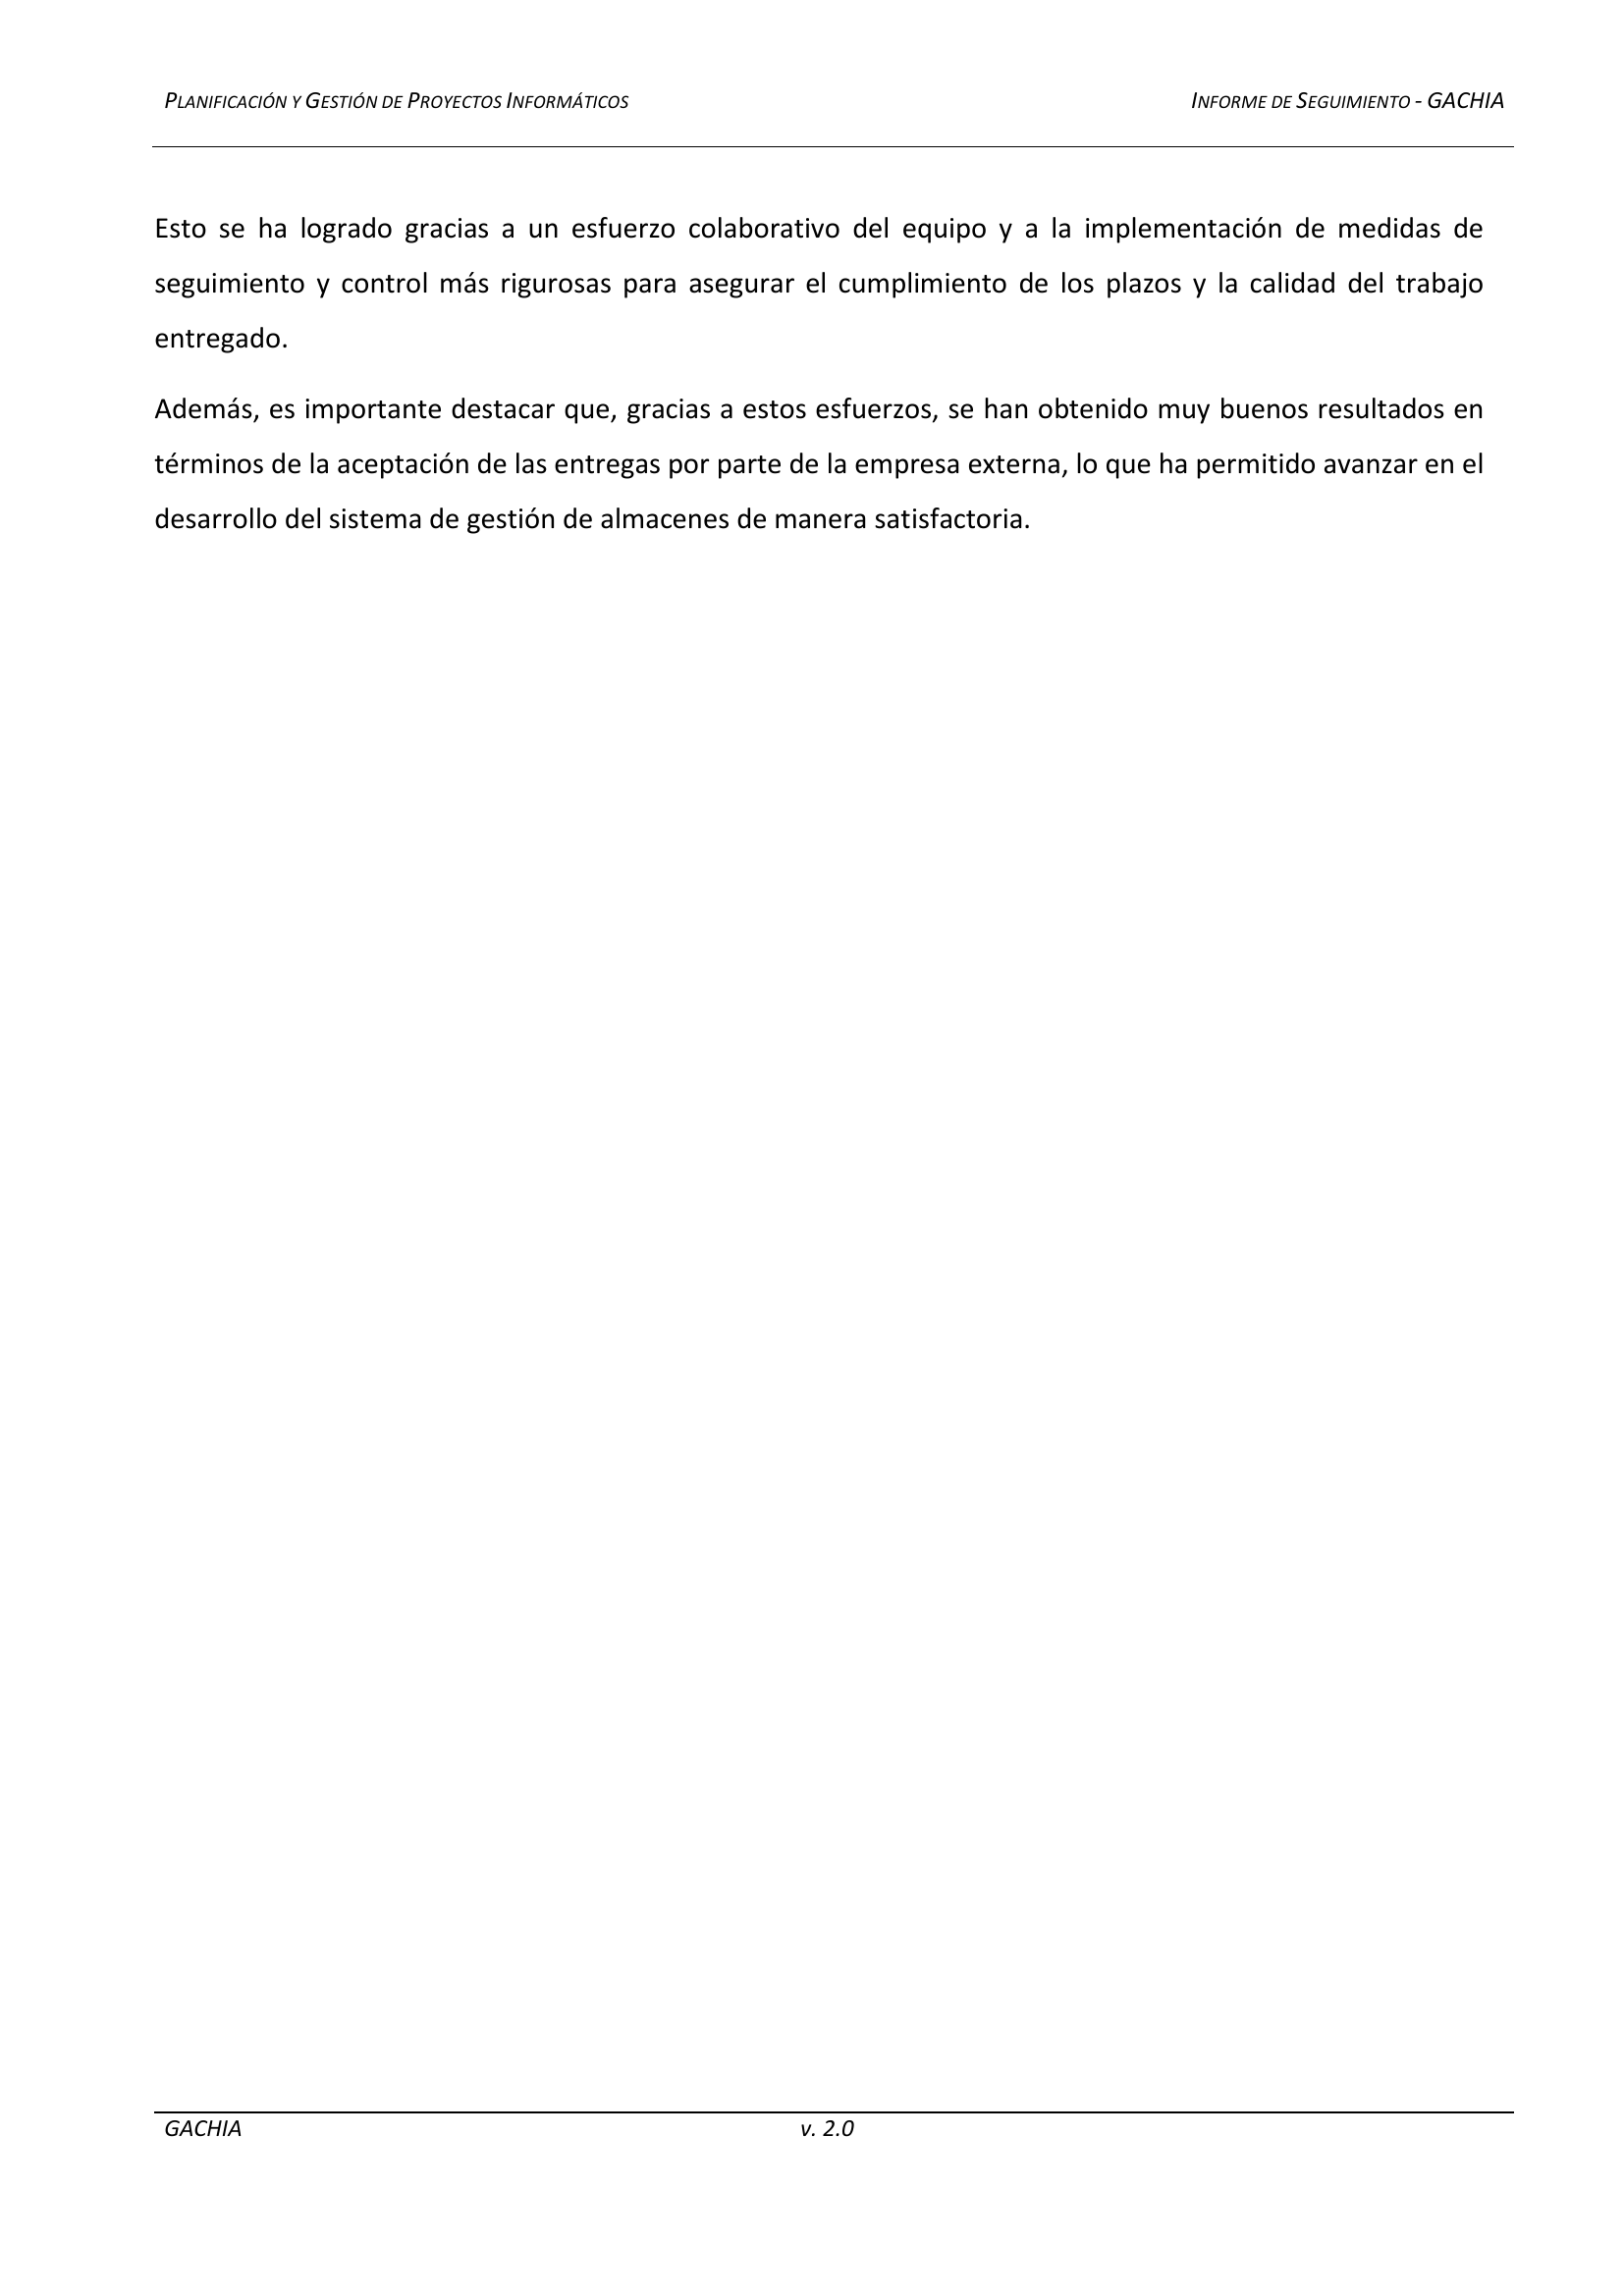 Planificación y Gestión de Proyectos Informáticos
Informe de Seguimiento - GACHIA
Esto se ha logrado gracias a un esfuerzo colaborativo del equipo y a la implementación de medidas de
seguimiento y control más rigurosas para asegurar el cumplimiento de los plazos y la calidad del trabajo
entregado.
Además, es importante destacar que, gracias a estos esfuerzos, se han obtenido muy buenos resultados en
términos de la aceptación de las entregas por parte de la empresa externa, lo que ha permitido avanzar en el
desarrollo del sistema de gestión de almacenes de manera satisfactoria.
GACHIA
v. 2.0